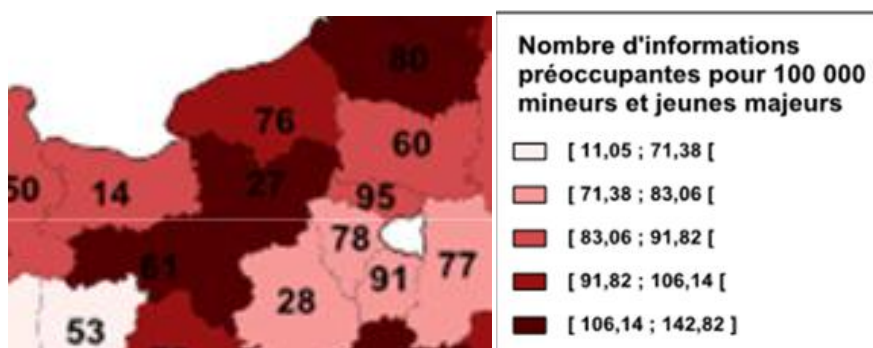 80
76
60
50
14
27
95
78
61
91
77
28
53
Nombre d'informations
préoccupantes pour 100 000
mineurs et jeunes majeurs
[ 11,05 ; 71,38 [
[ 71,38 ; 83,06 [
[ 83,06 ; 91,82 [
[ 91,82 ; 106,14 [
[ 106,14 ; 142,82 ]